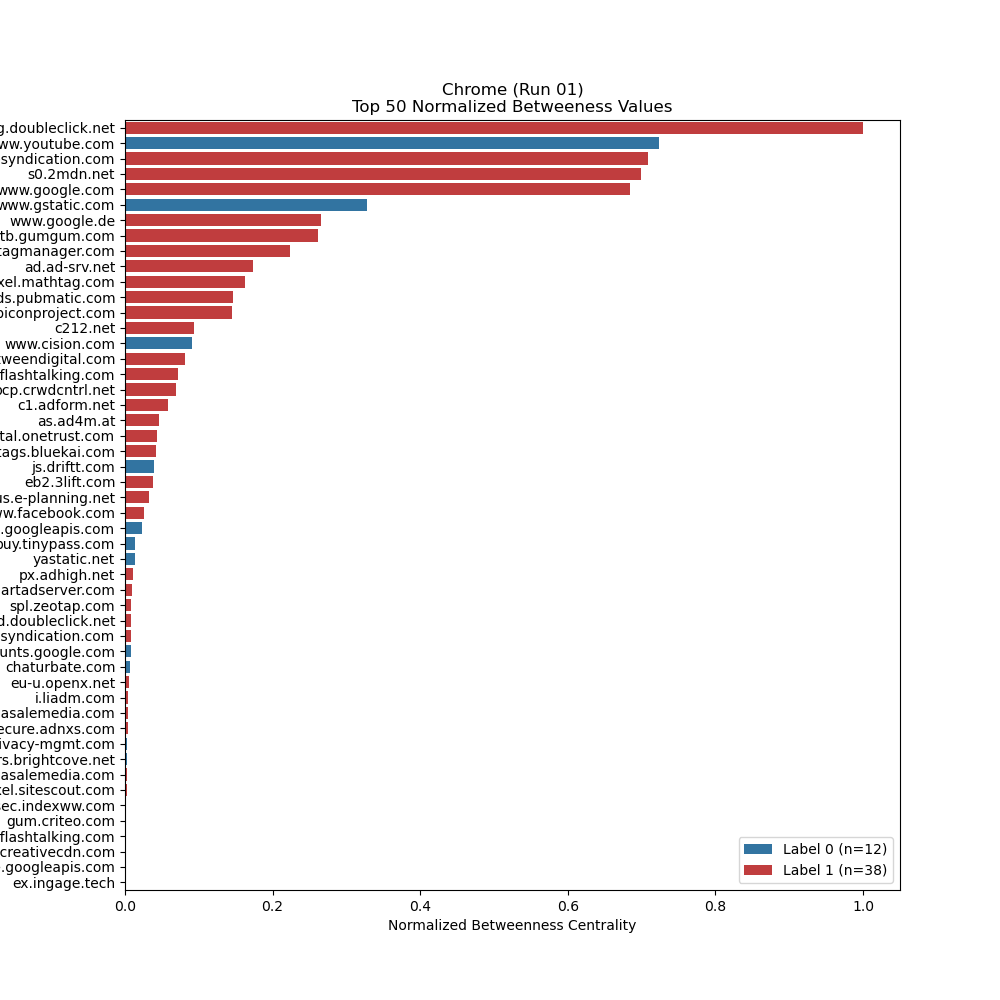 Chrome (Run 01)
Top 50 Normalized Betweeness Values
g.doubleclick.net
ww.youtube.com
syndication.com
s0.2mdn.net
www.google.com
www.gstatic.com
www.google.de
tb.gumgum.com
tagmanager.com
ad.ad-srv.net
xel.mathtag.com
ds.pubmatic.com
biconproject.com
c212.net
www.cision.com
tweendigital.com
flashtalking.com
bcp.crwdcntrl.net
c1.adform.net
as.ad4m.at
tal.onetrust.com
tags.bluekai.com
js.driftt.com
eb2.3lift.com
us.e-planning.net
ww.facebook.com
.googleapis.com
buy.tinypass.com
yastatic.net
px.adhigh.net
artadserver.com
spl.zeotap.com
d.doubleclick.net
syndication.com
unts.google.com
chaturbate.com
eu-u.openx.net
i.liadm.com
asalemedia.com
ecure.adnxs.com
ivacy-mgmt.com
rs.brightcove.net
asalemedia.com
xel.sitescout.com
sec.indexww.com
gum.criteo.com
flashtalking.com
creativecdn.com
.googleapis.com
ex.ingage.tech
Label 0 (n=12)
Label 1 (n=38)
0.0 0.2 0.4 0.6 0.8 1.0
Normalized Betweenness Centrality